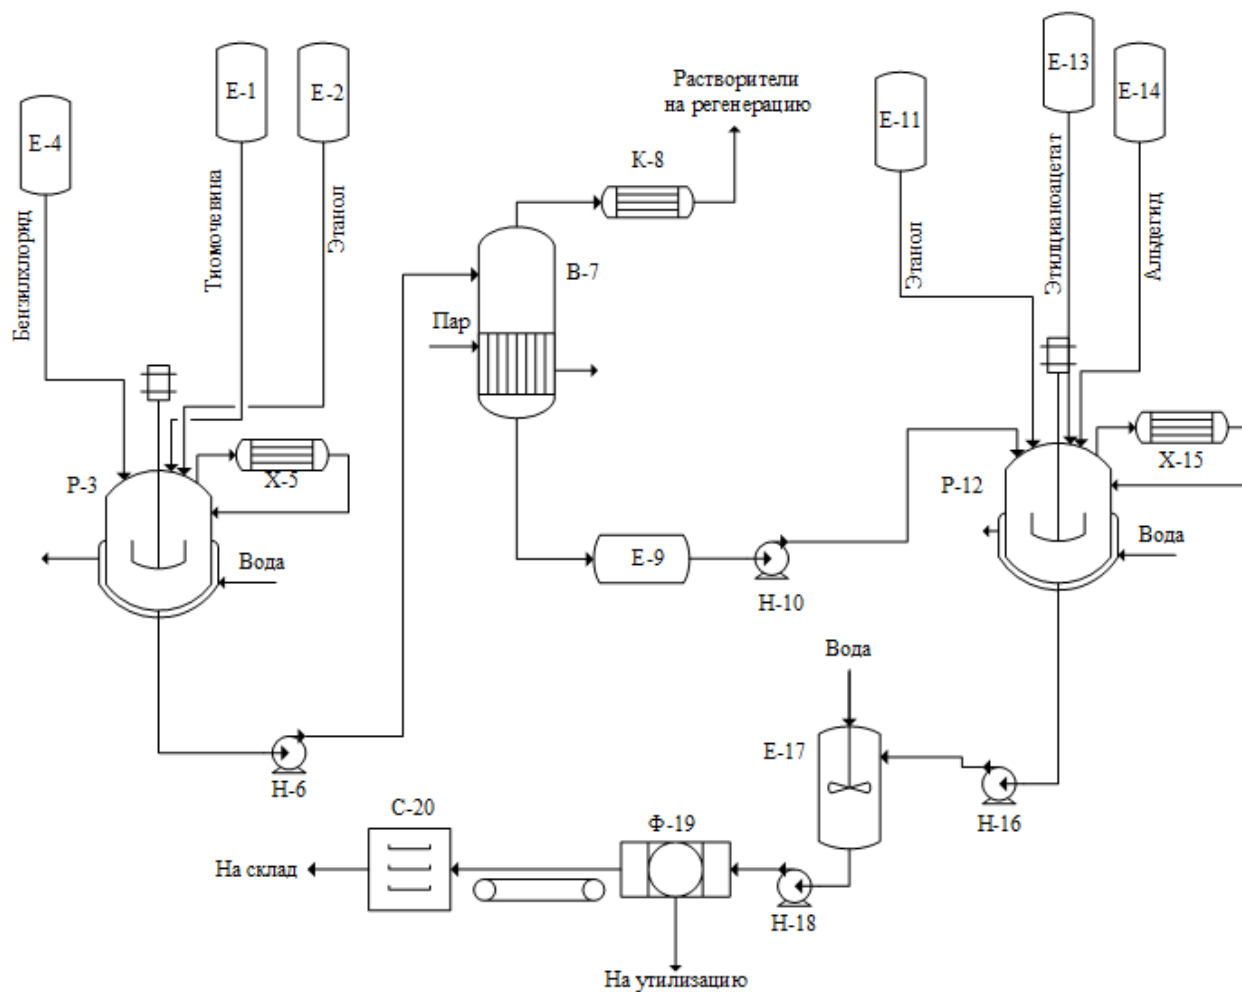 Е-13
Е-1
Е-2
Е-14
Растворители
на регенерацию
Е-11
Е-4
К-8
Тиомочевина
Этанол
Бензилхлорид
В-7
Пар
Этанол
Этилцианоацетат
Альдегид
Х-5
Р-3
Х-15
Р-12
Вода
Вода
Е-9
Н-10
Вода
Е-17
Н-6
С-20
Ф-19
Н-16
На склад
Н-18
На утилизацию